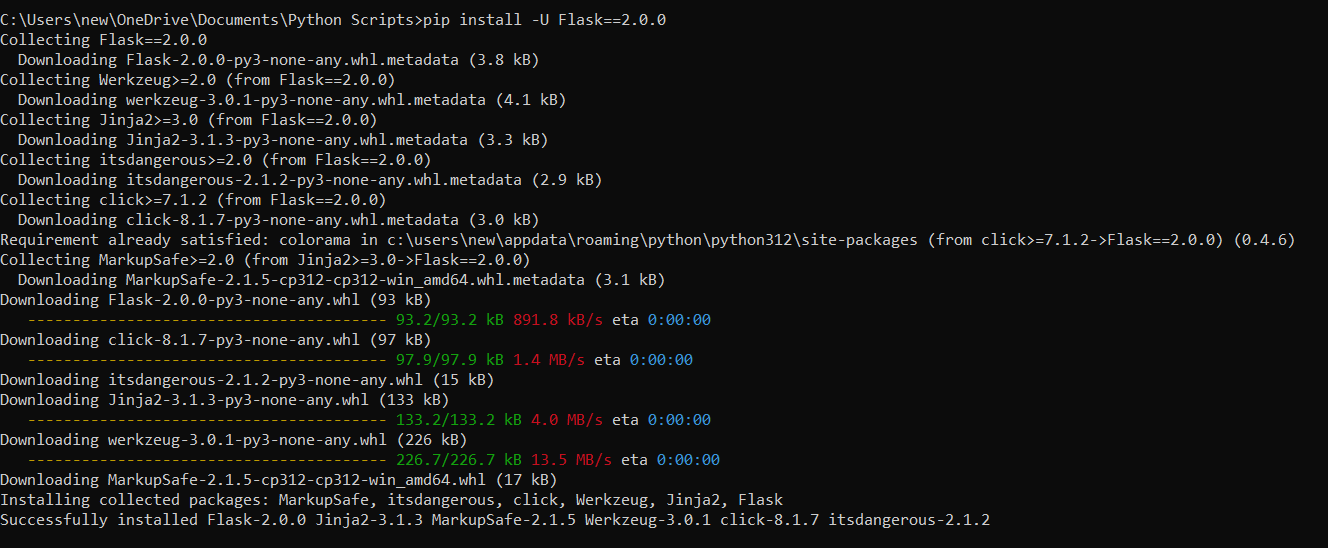 C:\Users\new\OneDrive\Documents\Python Scripts>pip install -U Flask==2.0.0
Collecting Flask==2.0.0
  Downloading Flask-2.0.0-py3-none-any.whl.metadata (3.8 kB)
Collecting Werkzeug>=2.0 (from Flask==2.0.0)
  Downloading werkzeug-3.0.1-py3-none-any.whl.metadata (4.1 kB)
Collecting Jinja2>=3.0 (from Flask==2.0.0)
  Downloading Jinja2-3.1.3-py3-none-any.whl.metadata (3.3 kB)
Collecting itsdangerous>=2.0 (from Flask==2.0.0)
  Downloading itsdangerous-2.1.2-py3-none-any.whl.metadata (2.9 kB)
Collecting click>=7.1.2 (from Flask==2.0.0)
  Downloading click-8.1.7-py3-none-any.whl.metadata (3.0 kB)
Requirement already satisfied: colorama in c:\users\new\appdata\roaming\python\python312\site-packages (from click>=7.1.2->Flask==2.0.0) (0.4.6)
Collecting MarkupSafe>=2.0 (from Jinja2>=3.0->Flask==2.0.0)
  Downloading MarkupSafe-2.1.5-cp312-cp312-win_amd64.whl.metadata (3.1 kB)
Downloading Flask-2.0.0-py3-none-any.whl (93 kB)
   ---------------------------------------- 93.2/93.2 kB 891.8 kB/s eta 0:00:00
Downloading click-8.1.7-py3-none-any.whl (97 kB)
   ---------------------------------------- 97.9/97.9 kB 1.4 MB/s eta 0:00:00
Downloading itsdangerous-2.1.2-py3-none-any.whl (15 kB)
Downloading Jinja2-3.1.3-py3-none-any.whl (133 kB)
   ---------------------------------------- 133.2/133.2 kB 4.0 MB/s eta 0:00:00
Downloading werkzeug-3.0.1-py3-none-any.whl (226 kB)
   ---------------------------------------- 226.7/226.7 kB 13.5 MB/s eta 0:00:00
Downloading MarkupSafe-2.1.5-cp312-cp312-win_amd64.whl (17 kB)
Installing collected packages: MarkupSafe, itsdangerous, click, Werkzeug, Jinja2, Flask
Successfully installed Flask-2.0.0 Jinja2-3.1.3 MarkupSafe-2.1.5 Werkzeug-3.0.1 click-8.1.7 itsdangerous-2.1.2